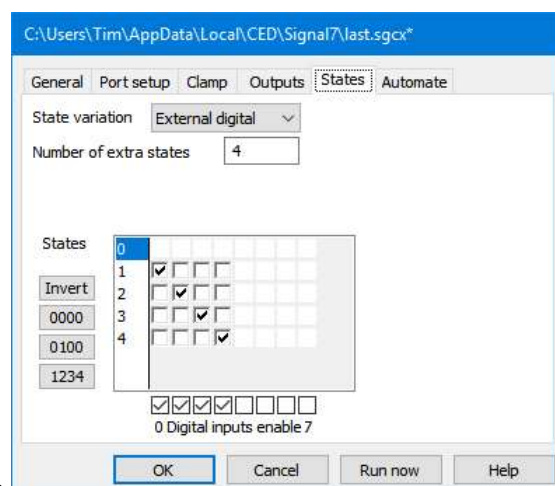 C:\Users\Tim\AppData\Local\CED\Signal7\last.sgcx*
General Port setup Clamp Outputs States Automate
State variation External digital
Number of extra states 4
States 0
1
Invert 2
0000 3
0100 4
1234
0 Digital inputs enable 7
OK Cancel Run now Help